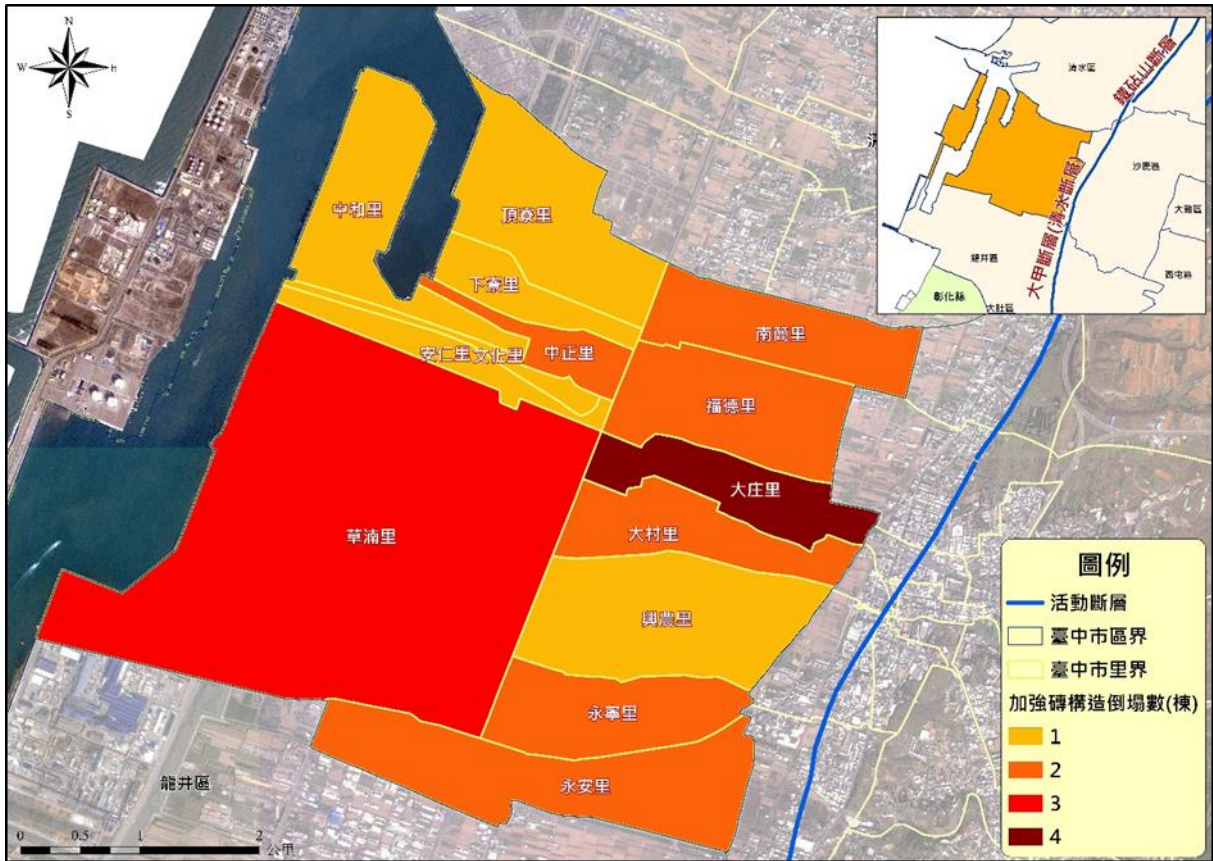 N
W
E
S
中和里
頂寮里
下寮里
安仁里
文化里
中正里
南簡里
福德里
大庄里
大村里
草湳里
興農里
永寧里
永安里
龍井區
0 0.5 1 2
公里
清水區
鐵砧山斷層
沙鹿區
大甲斷層(清水斷層)
大雅區
龍井區
西屯區
彰化縣
大肚區
圖例
活動斷層
臺中市區界
臺中市里界
加強磚構造倒塌數(棟)
1
2
3
4